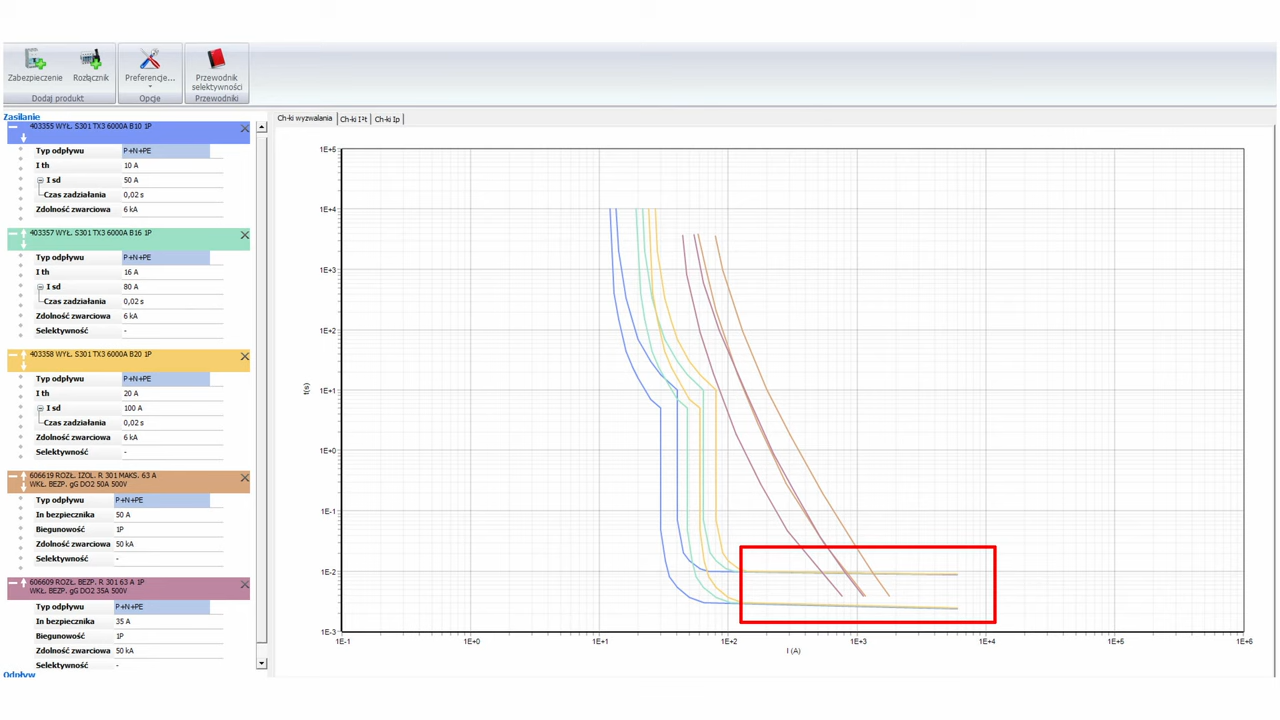 Zabezpieczenie Rozłącznik Preferencje... Przewodnik selektywności
Dodaj produkt Opcje Przewodniki
Zasilanie
403355 WYŁ. S301 TX3 6000A B10 1P
Typ odpływu P+N+PE
I th 10 A
I sd 50 A
Czas zadziałania 0,02 s
Zdolność zwarciowa 6 kA
403357 WYŁ. S301 TX3 6000A B16 1P
Typ odpływu P+N+PE
I th 16 A
I sd 80 A
Czas zadziałania 0,02 s
Zdolność zwarciowa 6 kA
Selektywność -
403358 WYŁ. S301 TX3 6000A B20 1P
Typ odpływu P+N+PE
I th 20 A
I sd 100 A
Czas zadziałania 0,02 s
Zdolność zwarciowa 6 kA
Selektywność -
606619 ROZŁ. IZOL. R 301 MAKS. 63 A
WKŁ. BEZP. gG DO2 50A 500V
Typ odpływu P+N+PE
In bezpiecznika 50 A
Biegunowość 1P
Zdolność zwarciowa 50 kA
Selektywność -
606609 ROZŁ. BEZP. R 301 63 A 1P
WKŁ. BEZP. gG DO2 35A 500V
Typ odpływu P+N+PE
In bezpiecznika 35 A
Biegunowość 1P
Zdolność zwarciowa 50 kA
Selektywność -
Odpływ
Ch-ki wyzwalania Ch-ki I²t Ch-ki Ip
1E+5
1E+4
1E+3
1E+2
1E+1
1E+0
1E-1
1E-2
1E-3
t(s)
1E-1 1E+0 1E+1 1E+2 1E+3 1E+4 1E+5 1E+6
I (A)